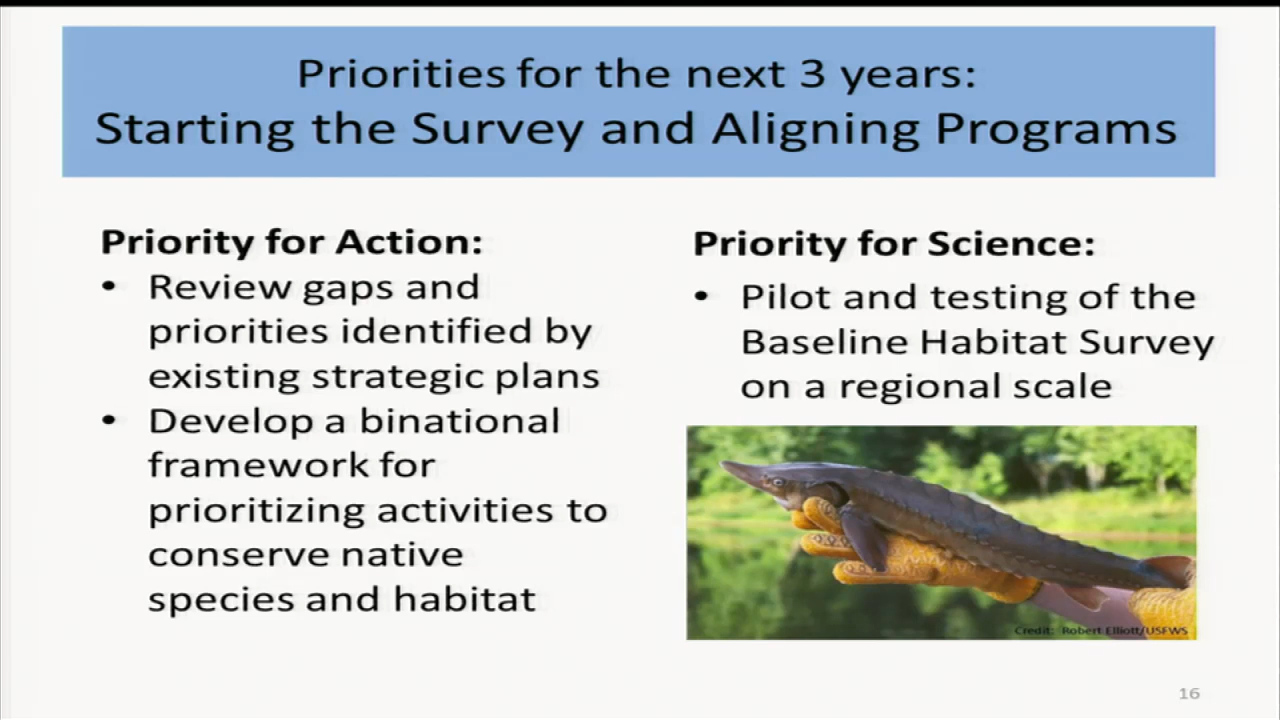 Priorities for the next 3 years:
Starting the Survey and Aligning Programs
Priority for Action:
• Review gaps and
priorities identified by
existing strategic plans
• Develop a binational
framework for
prioritizing activities to
conserve native
species and habitat
Priority for Science:
• Pilot and testing of the
Baseline Habitat Survey
on a regional scale
Credit: Robert Elliott/USFWS
16